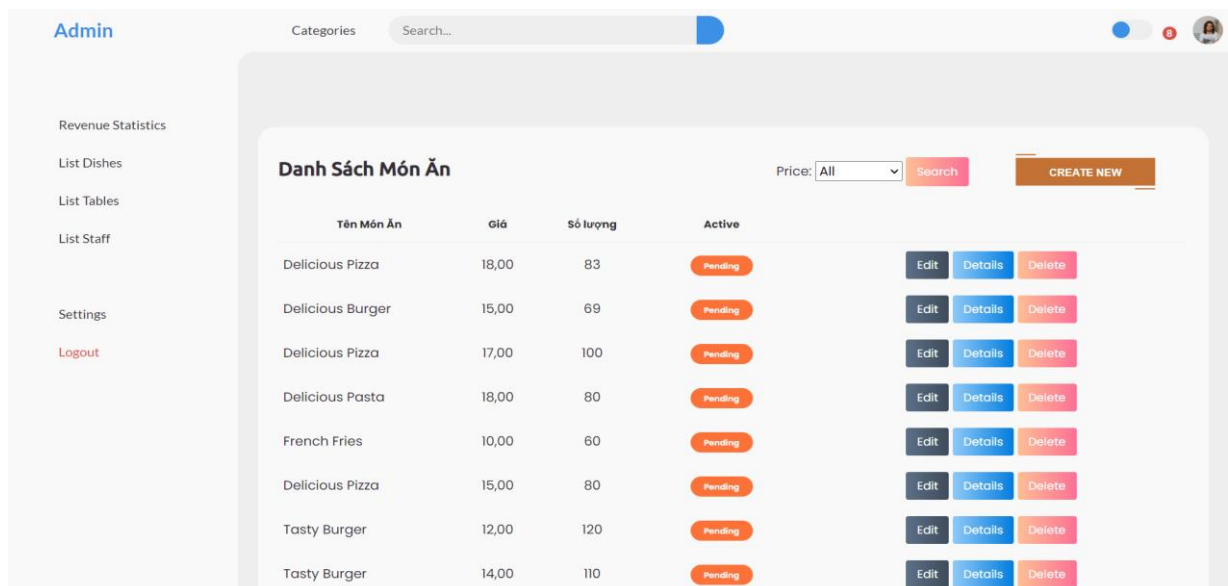 Admin Categories Search... 8
Revenue Statistics
List Dishes
List Tables
List Staff
Settings
Logout
Danh Sách Món Ăn Price: All Search CREATE NEW
Tên Món Ăn Giá Số lượng Active
Delicious Pizza 18,00 83 Pending Edit Details Delete
Delicious Burger 15,00 69 Pending Edit Details Delete
Delicious Pizza 17,00 100 Pending Edit Details Delete
Delicious Pasta 18,00 80 Pending Edit Details Delete
French Fries 10,00 60 Pending Edit Details Delete
Delicious Pizza 15,00 80 Pending Edit Details Delete
Tasty Burger 12,00 120 Pending Edit Details Delete
Tasty Burger 14,00 110 Pending Edit Details Delete